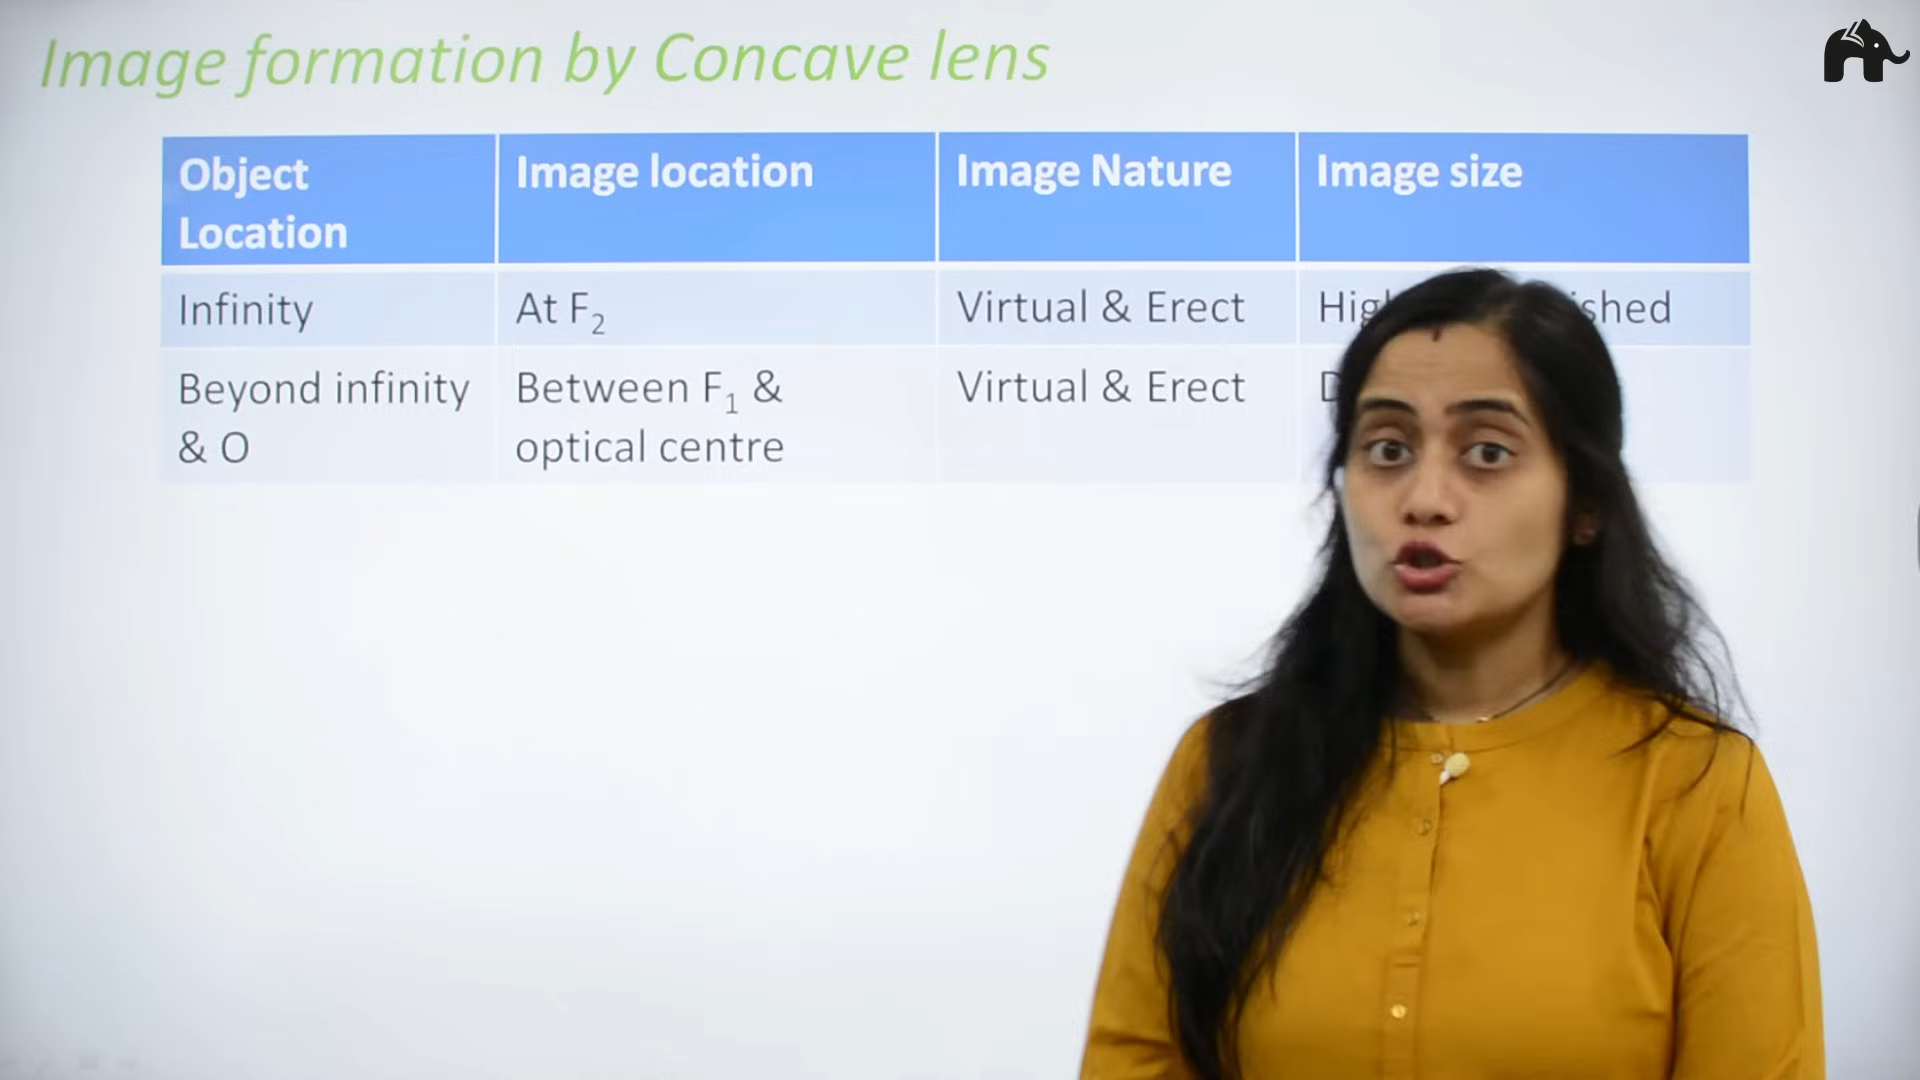 Image formation by Concave lens
Object
Location
Image location
Image Nature
Image size
Infinity
At F₂
Virtual & Erect
Beyond infinity
& O
Between F₁ &
optical centre
Virtual & Erect